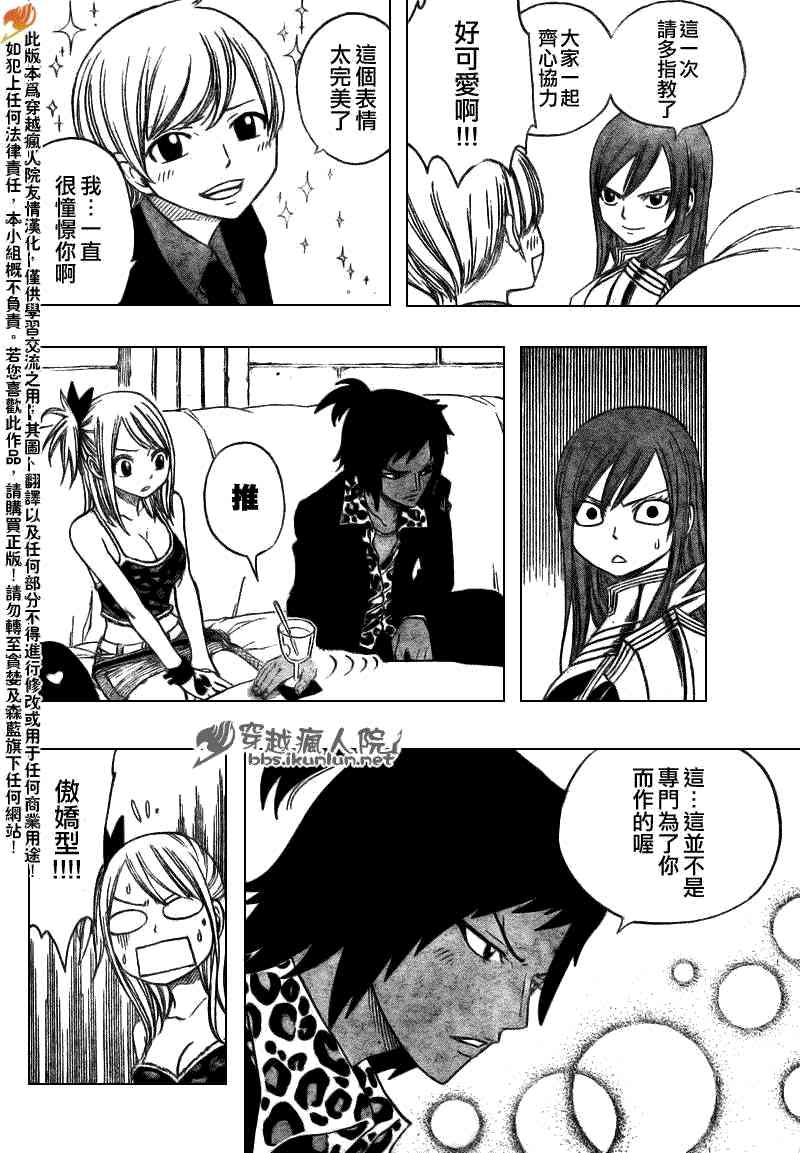 這一次
請多指教了
大家一起
齊心協力
好可愛啊!!!
這個表情
太完美了
我…一直
很憧憬你啊
推
這…這並不是
專門為了你
而作的喔
傲嬌型!!!!
穿越瘋人院
bbs.ikunlun.net
此版本爲穿越瘋人院友情漢化，僅供學習交流之用，其圖、翻譯以及任何部分不得進行修改或用于任何商業用途！
如犯上任何法律責任，本小組概不負責。若您喜歡此作品，請購買正版！請勿轉至貪婪及森藍旗下任何網站！